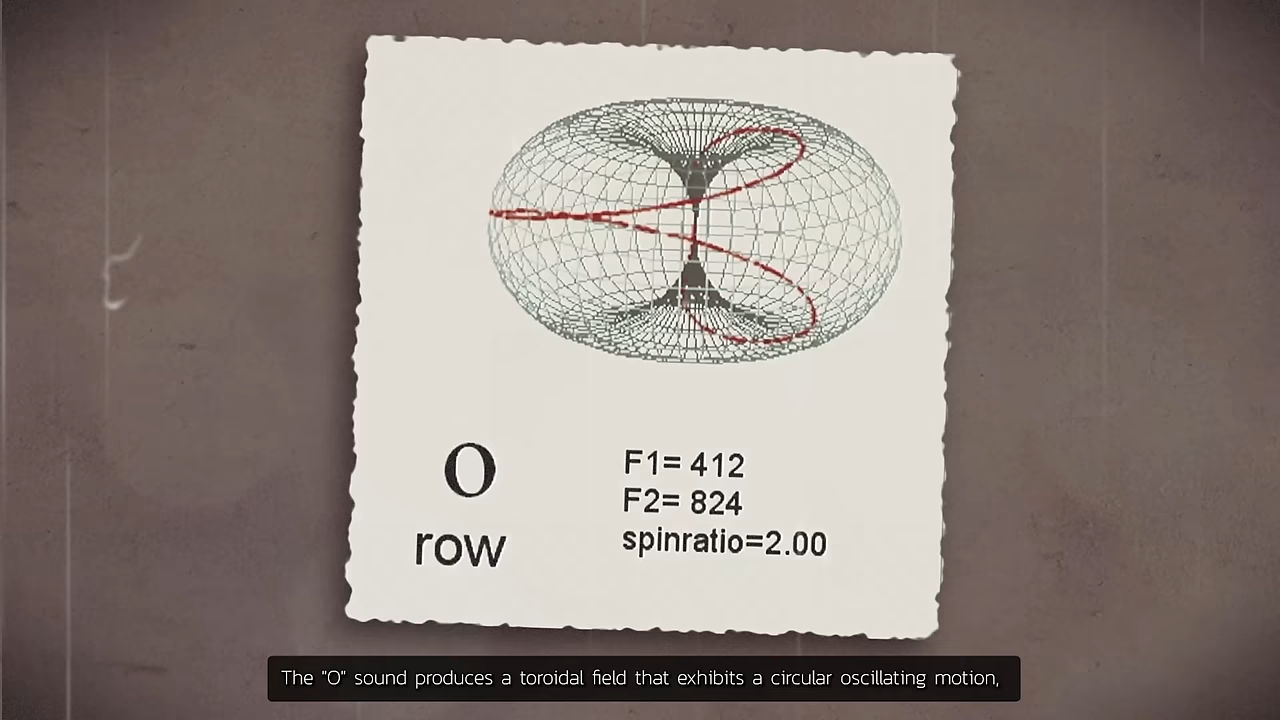 O
row
F1= 412
F2= 824
spinratio=2.00
The "O" sound produces a toroidal field that exhibits a circular oscillating motion,